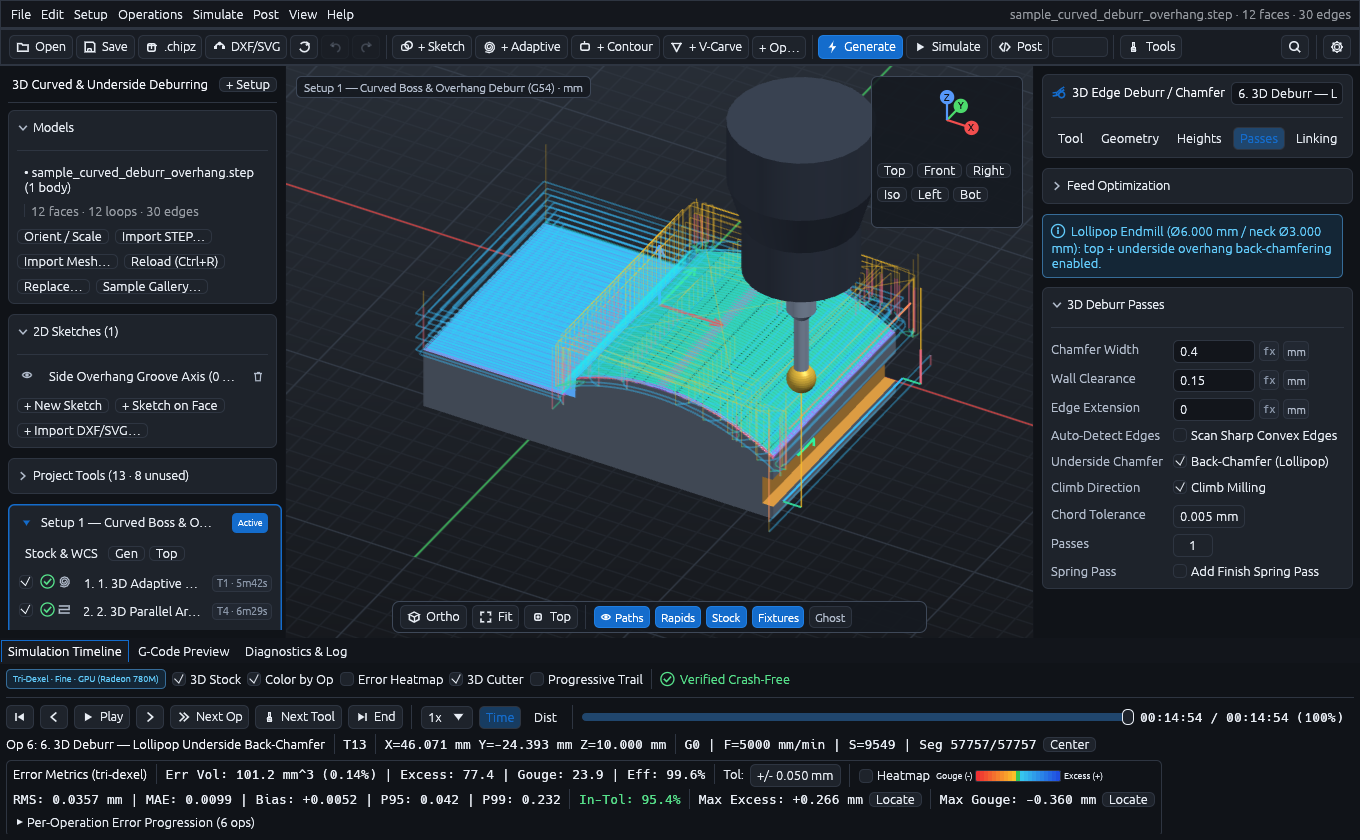 File Edit Setup Operations Simulate Post View Help
sample_curved_deburr_overhang.step · 12 faces · 30 edges
Open Save .chipz DXF/SVG + Sketch + Adaptive + Contour + V-Carve + Op… Generate Simulate Post Tools
3D Curved & Underside Deburring + Setup
Models
• sample_curved_deburr_overhang.step
(1 body)
12 faces · 12 loops · 30 edges
Orient / Scale Import STEP…
Import Mesh… Reload (Ctrl+R)
Replace… Sample Gallery…
2D Sketches (1)
Side Overhang Groove Axis (0 …
+ New Sketch + Sketch on Face
+ Import DXF/SVG…
Project Tools (13 · 8 unused)
Setup 1 — Curved Boss & O… Active
Stock & WCS Gen Top
1. 1. 3D Adaptive … T1 · 5m42s
2. 2. 3D Parallel Ar… T4 · 6m29s
Setup 1 — Curved Boss & Overhang Deburr (G54) · mm
Z
Y
X
Top Front Right
Iso Left Bot
Ortho Fit Top Paths Rapids Stock Fixtures Ghost
3D Edge Deburr / Chamfer 6. 3D Deburr — L
Tool Geometry Heights Passes Linking
Feed Optimization
Lollipop Endmill (Ø6.000 mm / neck Ø3.000
mm): top + underside overhang back-chamfering
enabled.
3D Deburr Passes
Chamfer Width 0.4 fx mm
Wall Clearance 0.15 fx mm
Edge Extension 0 fx mm
Auto-Detect Edges Scan Sharp Convex Edges
Underside Chamfer Back-Chamfer (Lollipop)
Climb Direction Climb Milling
Chord Tolerance 0.005 mm
Passes 1
Spring Pass Add Finish Spring Pass
Simulation Timeline G-Code Preview Diagnostics & Log
Tri-Dexel · Fine · GPU (Radeon 780M) 3D Stock Color by Op Error Heatmap 3D Cutter Progressive Trail Verified Crash-Free
Play Next Op Next Tool End 1x Time Dist 00:14:54 / 00:14:54 (100%)
Op 6: 6. 3D Deburr — Lollipop Underside Back-Chamfer T13 X=46.071 mm Y=-24.393 mm Z=10.000 mm G0 | F=5000 mm/min | S=9549 | Seg 57757/57757 Center
Error Metrics (tri-dexel) Err Vol: 101.2 mm^3 (0.14%) | Excess: 77.4 | Gouge: 23.9 | Eff: 99.6% Tol: +/- 0.050 mm Heatmap Gouge (-) Excess (+)
RMS: 0.0357 mm | MAE: 0.0099 | Bias: +0.0052 | P95: 0.042 | P99: 0.232 In-Tol: 95.4% Max Excess: +0.266 mm Locate Max Gouge: -0.360 mm Locate
Per-Operation Error Progression (6 ops)